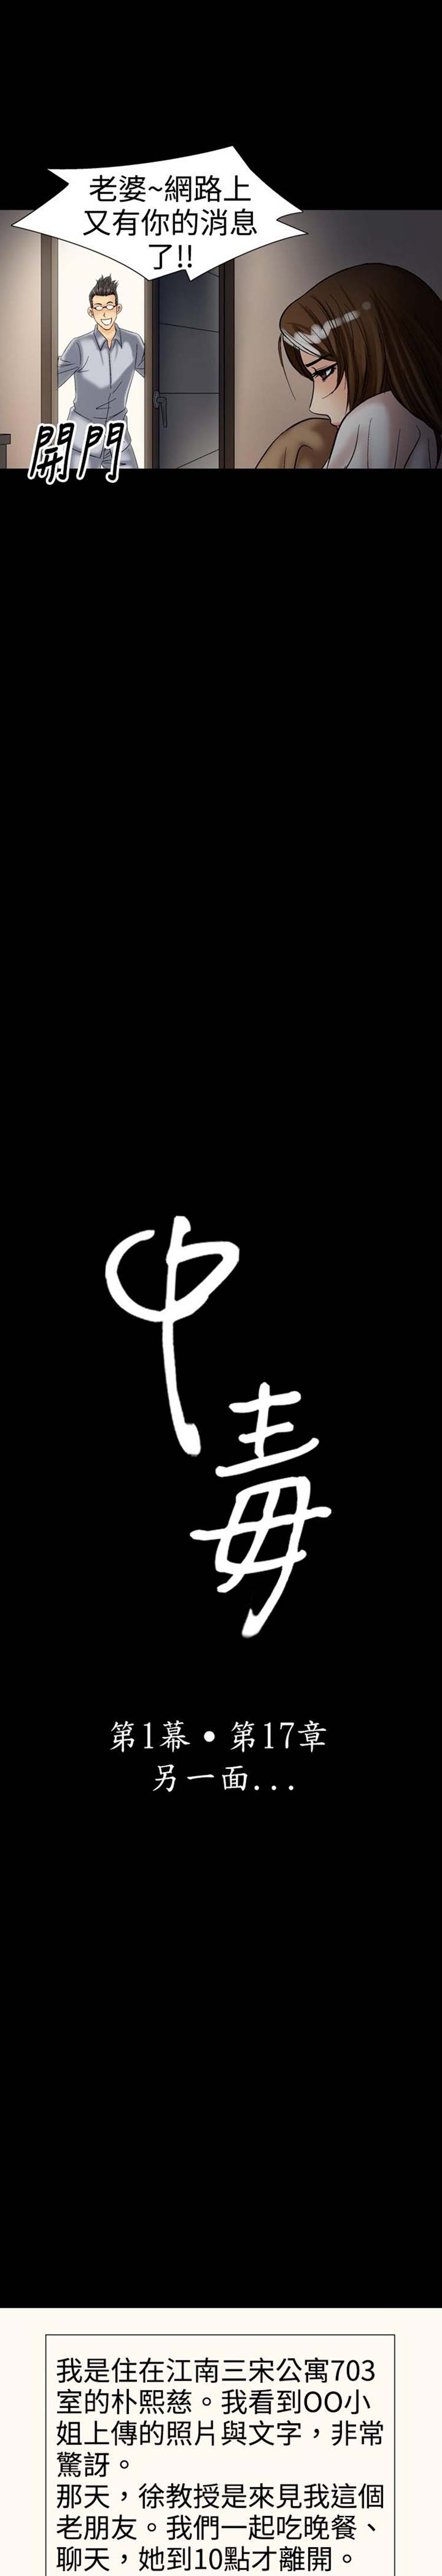 老婆~網路上
又有你的消息
了!!
開門
中毒
第1幕•第17章
另一面...
我是住在江南三宋公寓703
室的朴熙慈。我看到OO小
姐上傳的照片與文字，非常
驚訝。
那天，徐教授是來見我這個
老朋友。我們一起吃晚餐、
聊天，她到10點才離開。